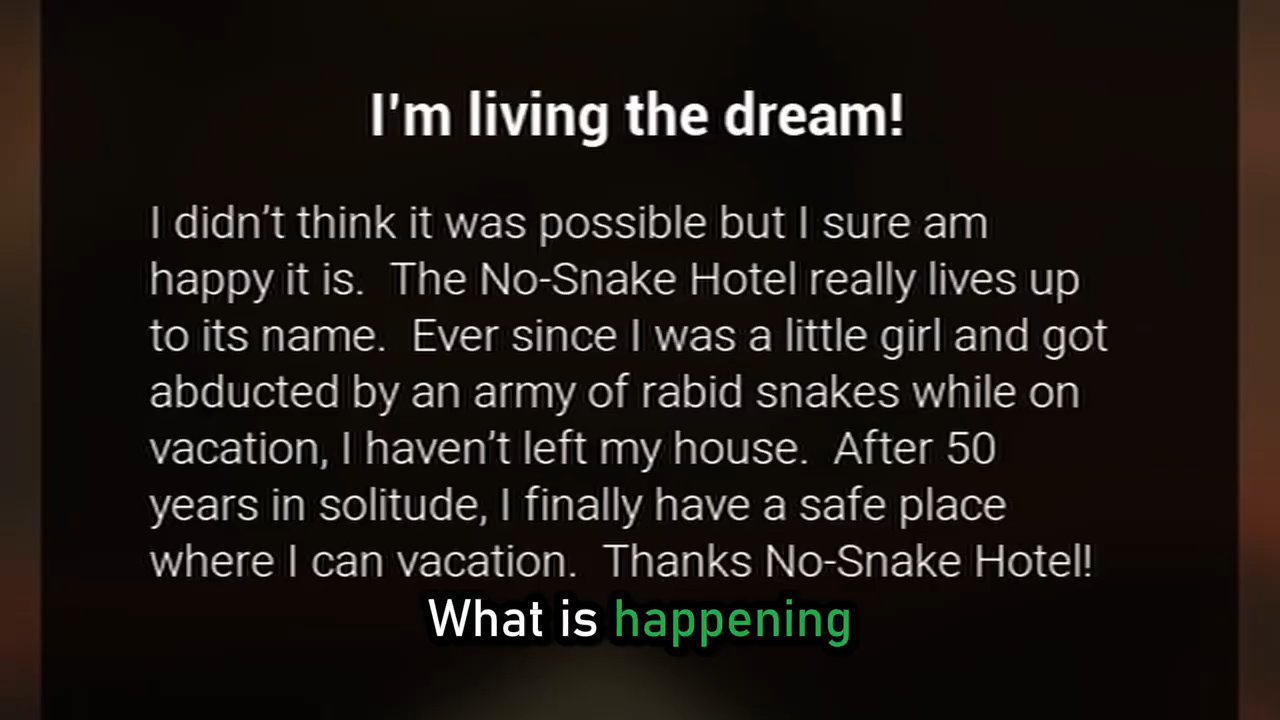 I'm living the dream!
I didn’t think it was possible but I sure am
happy it is.  The No-Snake Hotel really lives up
to its name.  Ever since I was a little girl and got
abducted by an army of rabid snakes while on
vacation, I haven’t left my house.  After 50
years in solitude, I finally have a safe place
where I can vacation.  Thanks No-Snake Hotel!
What is happening